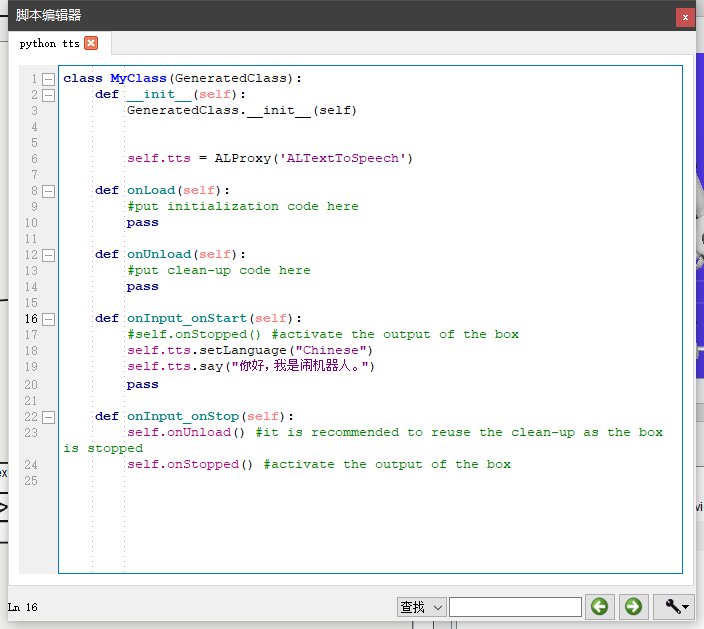 脚本编辑器
x
python tts
1 class MyClass(GeneratedClass):
2 def __init__(self):
3 GeneratedClass.__init__(self)
4
5
6 self.tts = ALProxy('ALTextToSpeech')
7
8 def onLoad(self):
9 #put initialization code here
10 pass
11
12 def onUnload(self):
13 #put clean-up code here
14 pass
15
16 def onInput_onStart(self):
17 #self.onStopped() #activate the output of the box
18 self.tts.setLanguage("Chinese")
19 self.tts.say("你好，我是闹机器人。")
20 pass
21
22 def onInput_onStop(self):
23 self.onUnload() #it is recommended to reuse the clean-up as the box
is stopped
24 self.onStopped() #activate the output of the box
25
Ln 16
查找